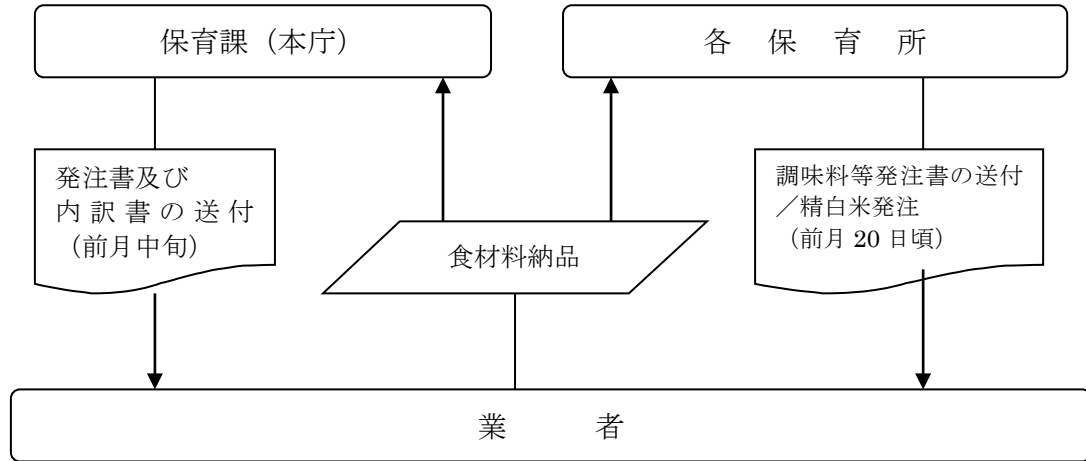 保育課（本庁）
各 保 育 所
発注書及び
内 訳 書 の 送 付
（前月中旬）
食材料納品
調味料等発注書の送付
／精白米発注
（前月 20 日頃）
業 者